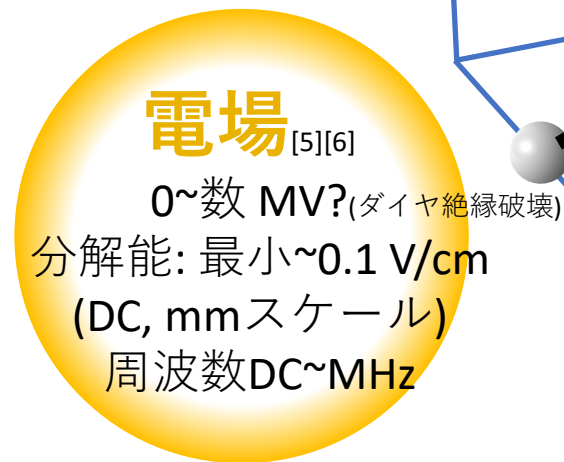 電場[5][6]
0~数 MV?(ダイヤ絶縁破壊)
分解能: 最小~0.1 V/cm
(DC, mmスケール)
周波数DC~MHz